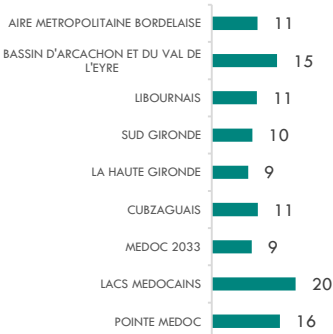 AIRE METROPOLITAINE BORDELAISE 11
BASSIN D'ARCACHON ET DU VAL DE
L'EYRE 15
LIBOURNAIS 11
SUD GIRONDE 10
LA HAUTE GIRONDE 9
CUBZAGUAIS 11
MEDOC 2033 9
LACS MEDOCAINS 20
POINTE MEDOC 16